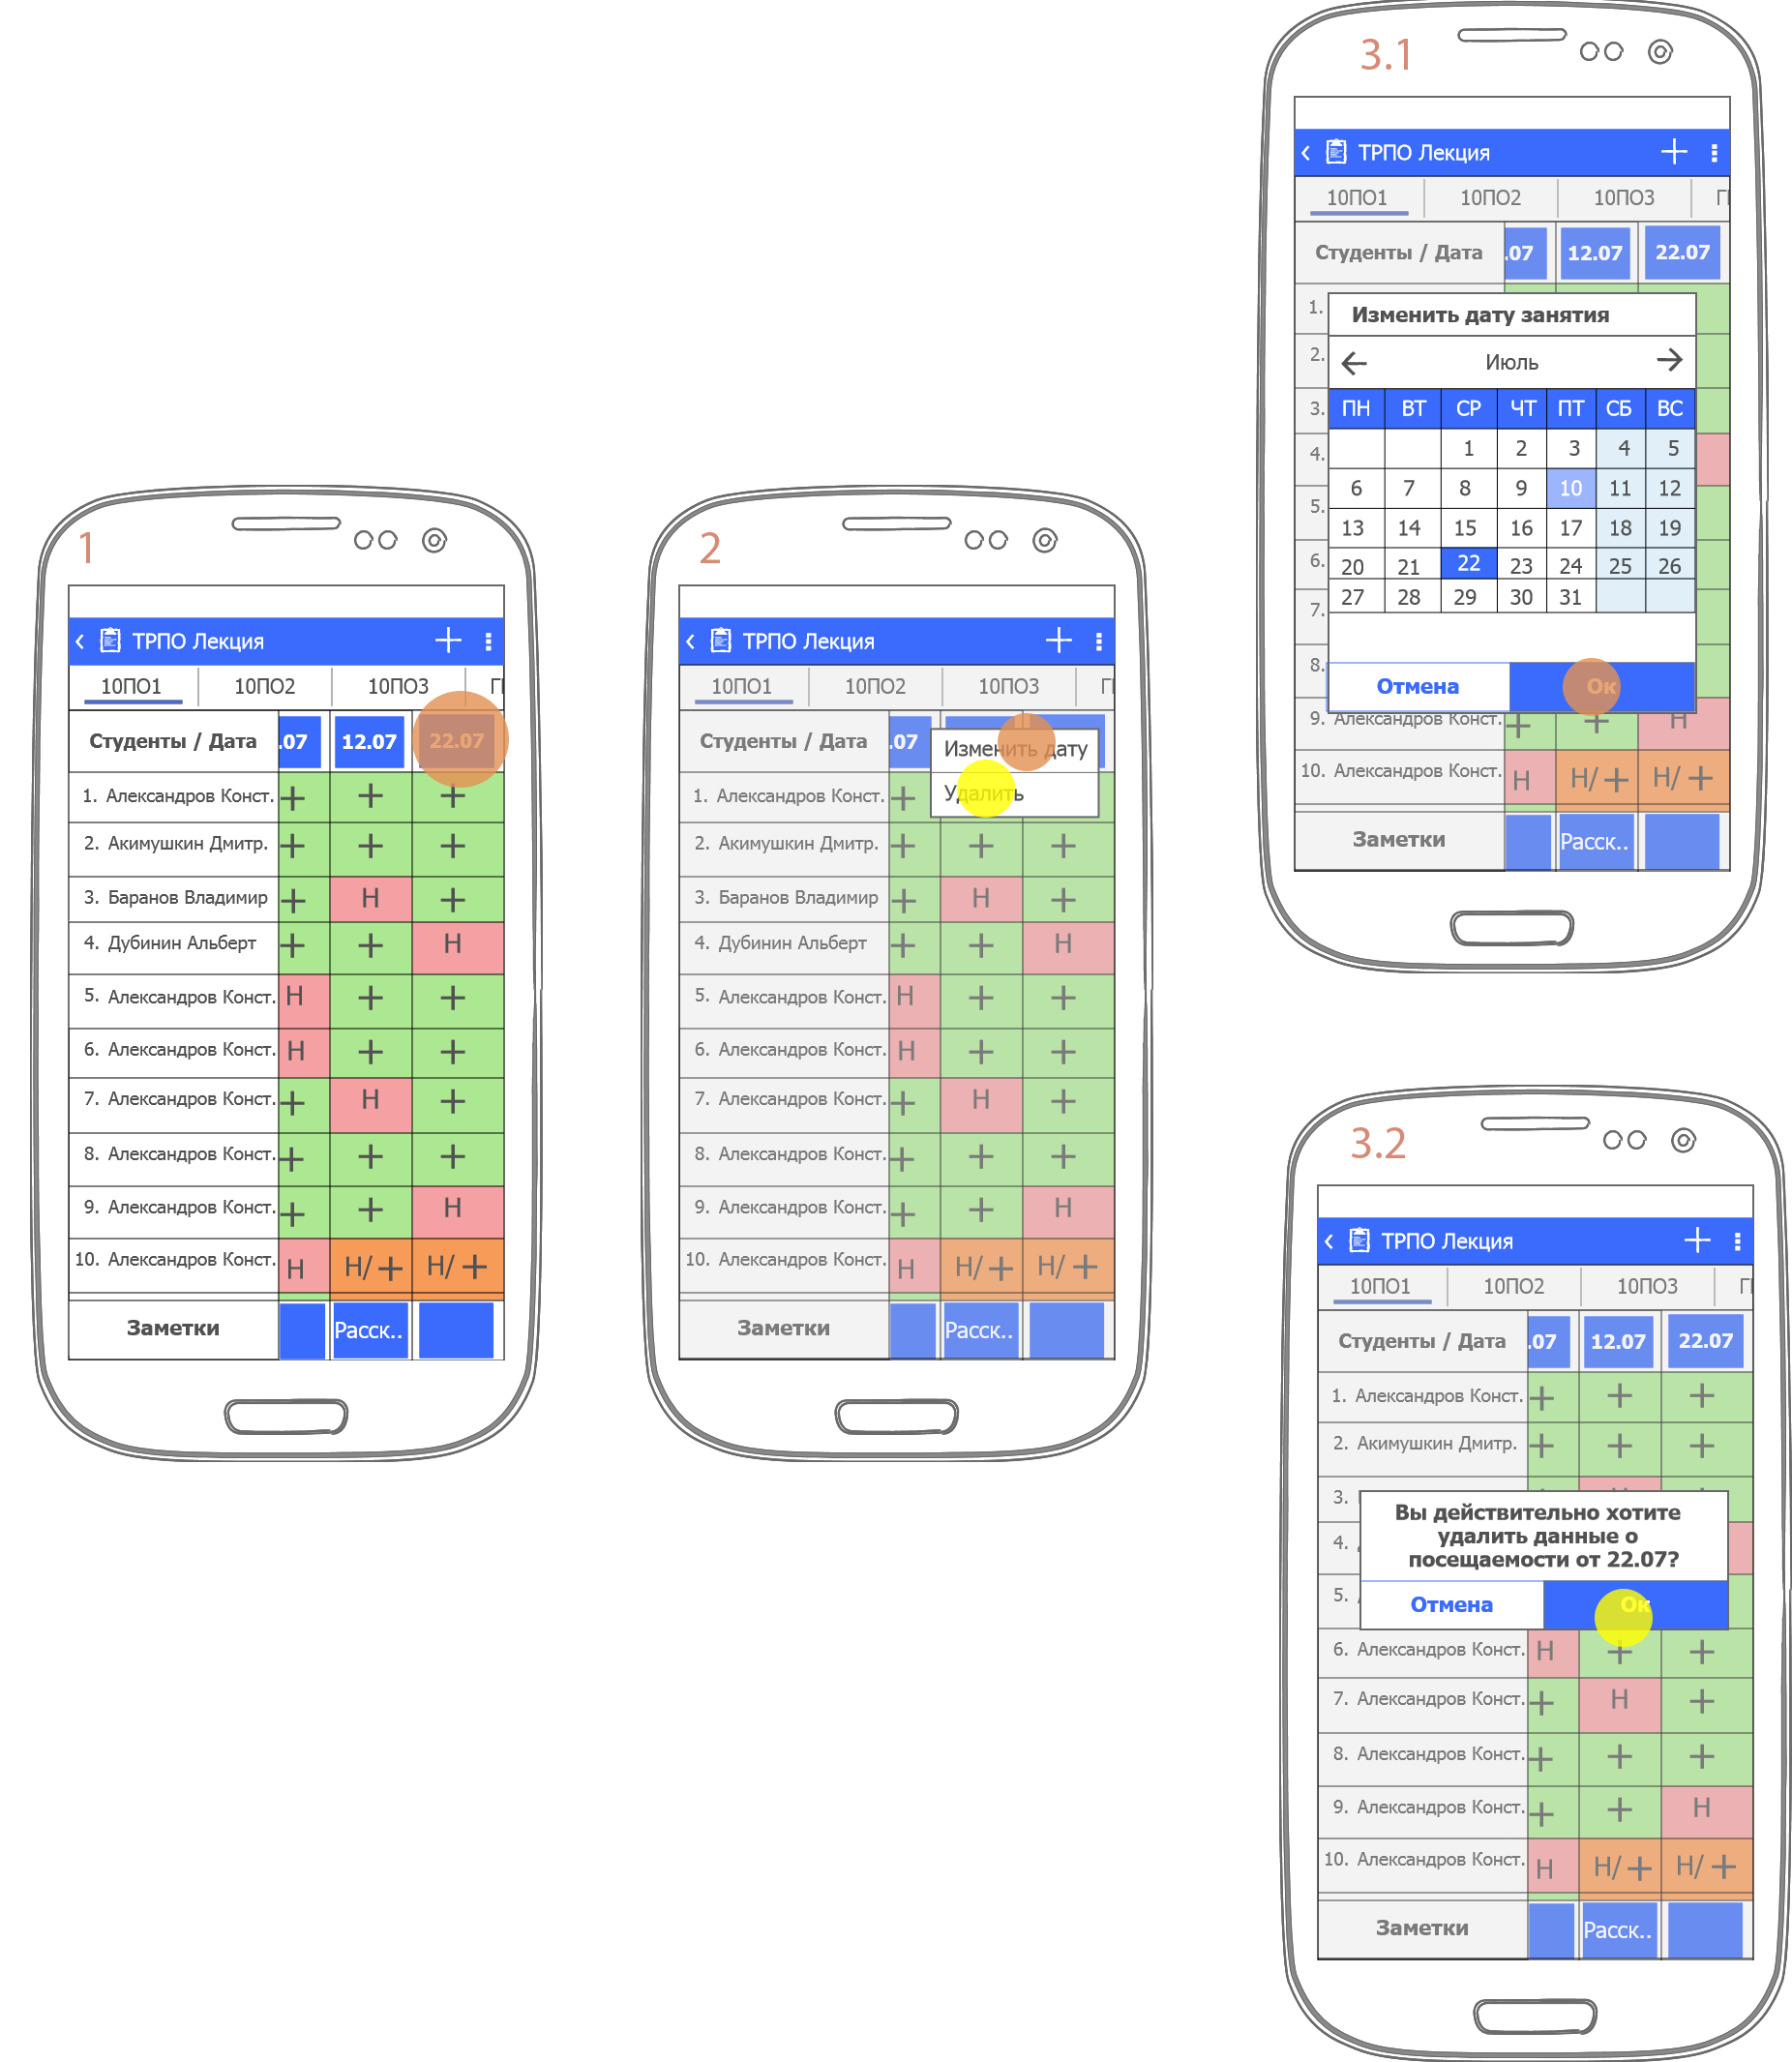 1
ТРПО Лекция
10ПО1 10ПО2 10ПО3
Студенты / Дата .07 12.07 22.07
1. Александров Конст. + + +
2. Акимушкин Дмитр. + + +
3. Баранов Владимир + Н +
4. Дубинин Альберт + + Н
5. Александров Конст. Н + +
6. Александров Конст. Н + +
7. Александров Конст. + Н +
8. Александров Конст. + + +
9. Александров Конст. + + Н
10. Александров Конст. Н Н/+ Н/+
Заметки Расск..
2
ТРПО Лекция
10ПО1 10ПО2 10ПО3
Студенты / Дата .07
Изменить дату
Удалить
1. Александров Конст. +
2. Акимушкин Дмитр. + + +
3. Баранов Владимир + Н +
4. Дубинин Альберт + + Н
5. Александров Конст. Н + +
6. Александров Конст. Н + +
7. Александров Конст. + Н +
8. Александров Конст. + + +
9. Александров Конст. + + Н
10. Александров Конст. Н Н/+ Н/+
Заметки Расск..
3.1
ТРПО Лекция
10ПО1 10ПО2 10ПО3
Студенты / Дата .07 12.07 22.07
1.
2.
3.
4.
5.
6.
7.
8.
Изменить дату занятия
Июль
ПН ВТ СР ЧТ ПТ СБ ВС
1 2 3 4 5
6 7 8 9 10 11 12
13 14 15 16 17 18 19
20 21 22 23 24 25 26
27 28 29 30 31
Отмена Ок
9. Александров Конст. + + Н
10. Александров Конст. Н Н/+ Н/+
Заметки Расск..
3.2
ТРПО Лекция
10ПО1 10ПО2 10ПО3
Студенты / Дата .07 12.07 22.07
1. Александров Конст. + + +
2. Акимушкин Дмитр. + + +
3.
4.
5.
Вы действительно хотите
удалить данные о
посещаемости от 22.07?
Отмена Ок
6. Александров Конст. Н + +
7. Александров Конст. + Н +
8. Александров Конст. + + +
9. Александров Конст. + + Н
10. Александров Конст. Н Н/+ Н/+
Заметки Расск..